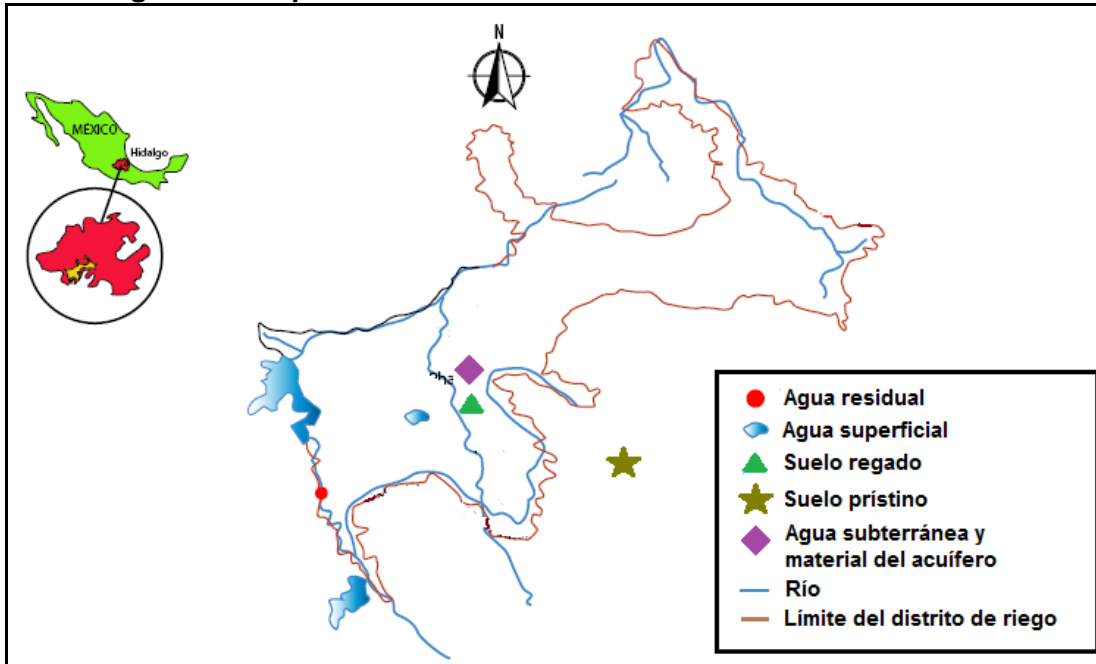 N
MÉXICO
Hidalgo
Agua residual
Agua superficial
Suelo regado
Suelo prístino
Agua subterránea y
material del acuífero
Río
Límite del distrito de riego